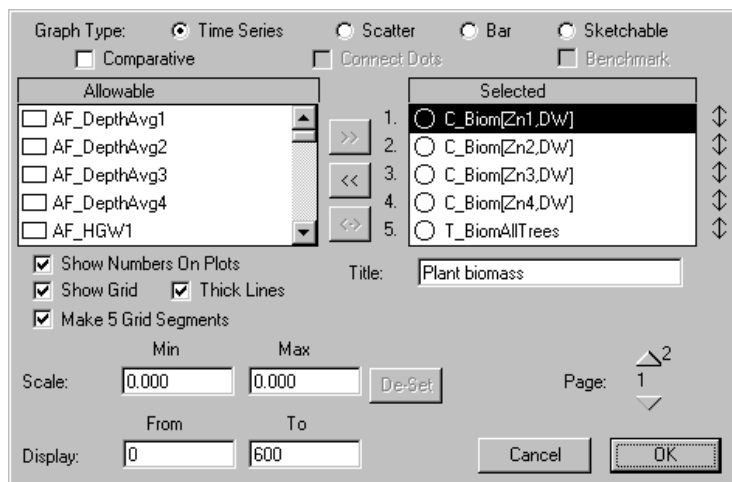 Graph Type: Time Series Scatter Bar Sketchable
Comparative Connect Dots Benchmark
Allowable Selected
AF_DepthAvg1 1. C_Biom[Zn1,DW]
AF_DepthAvg2 >> 2. C_Biom[Zn2,DW]
AF_DepthAvg3 << 3. C_Biom[Zn3,DW]
AF_DepthAvg4 4. C_Biom[Zn4,DW]
AF_HGW1 <-> 5. T_BiomAllTrees
Show Numbers On Plots
Title: Plant biomass
Show Grid Thick Lines
Make 5 Grid Segments
Min Max
Scale: 0.000 0.000 De-Set Page: 1 2
From To
Display: 0 600 Cancel OK